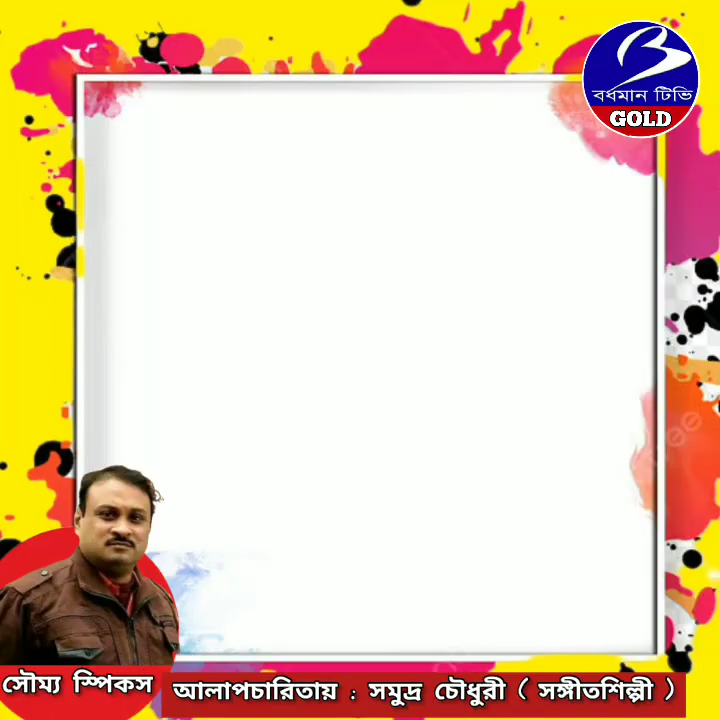 বর্ধমান টিভি
GOLD
সৌম্য স্পিকস
আলাপচারিতায় : সমুদ্র চৌধুরী ( সঙ্গীতশিল্পী )